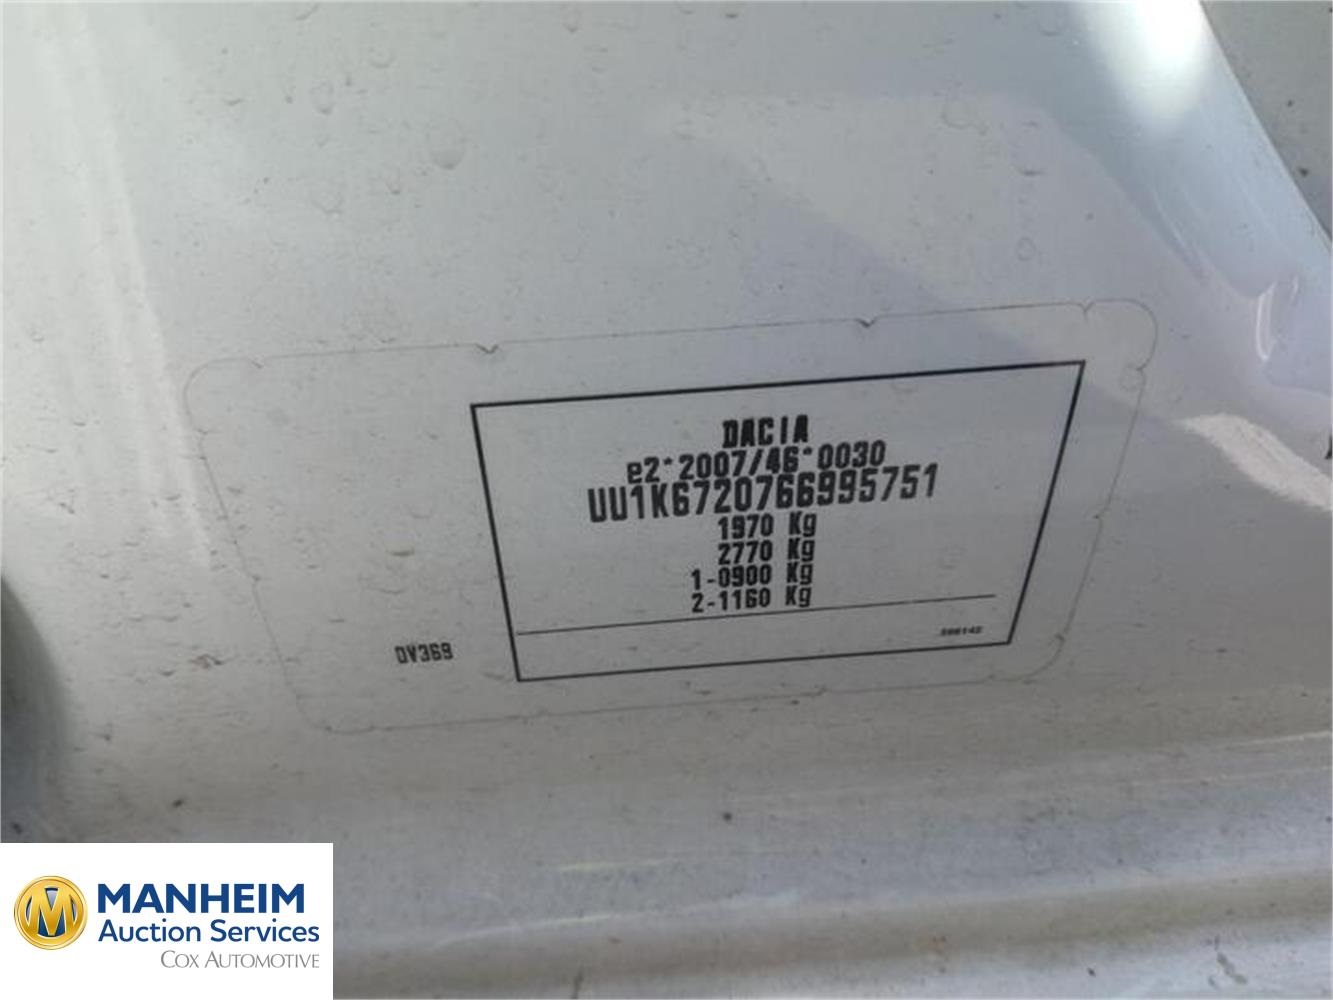 DACIA
e2*2007/46*0030
UU1K6720766995751
1970 Kg
2770 Kg
1-0900 Kg
2-1160 Kg
DV369
MANHEIM
Auction Services
COX AUTOMOTIVE